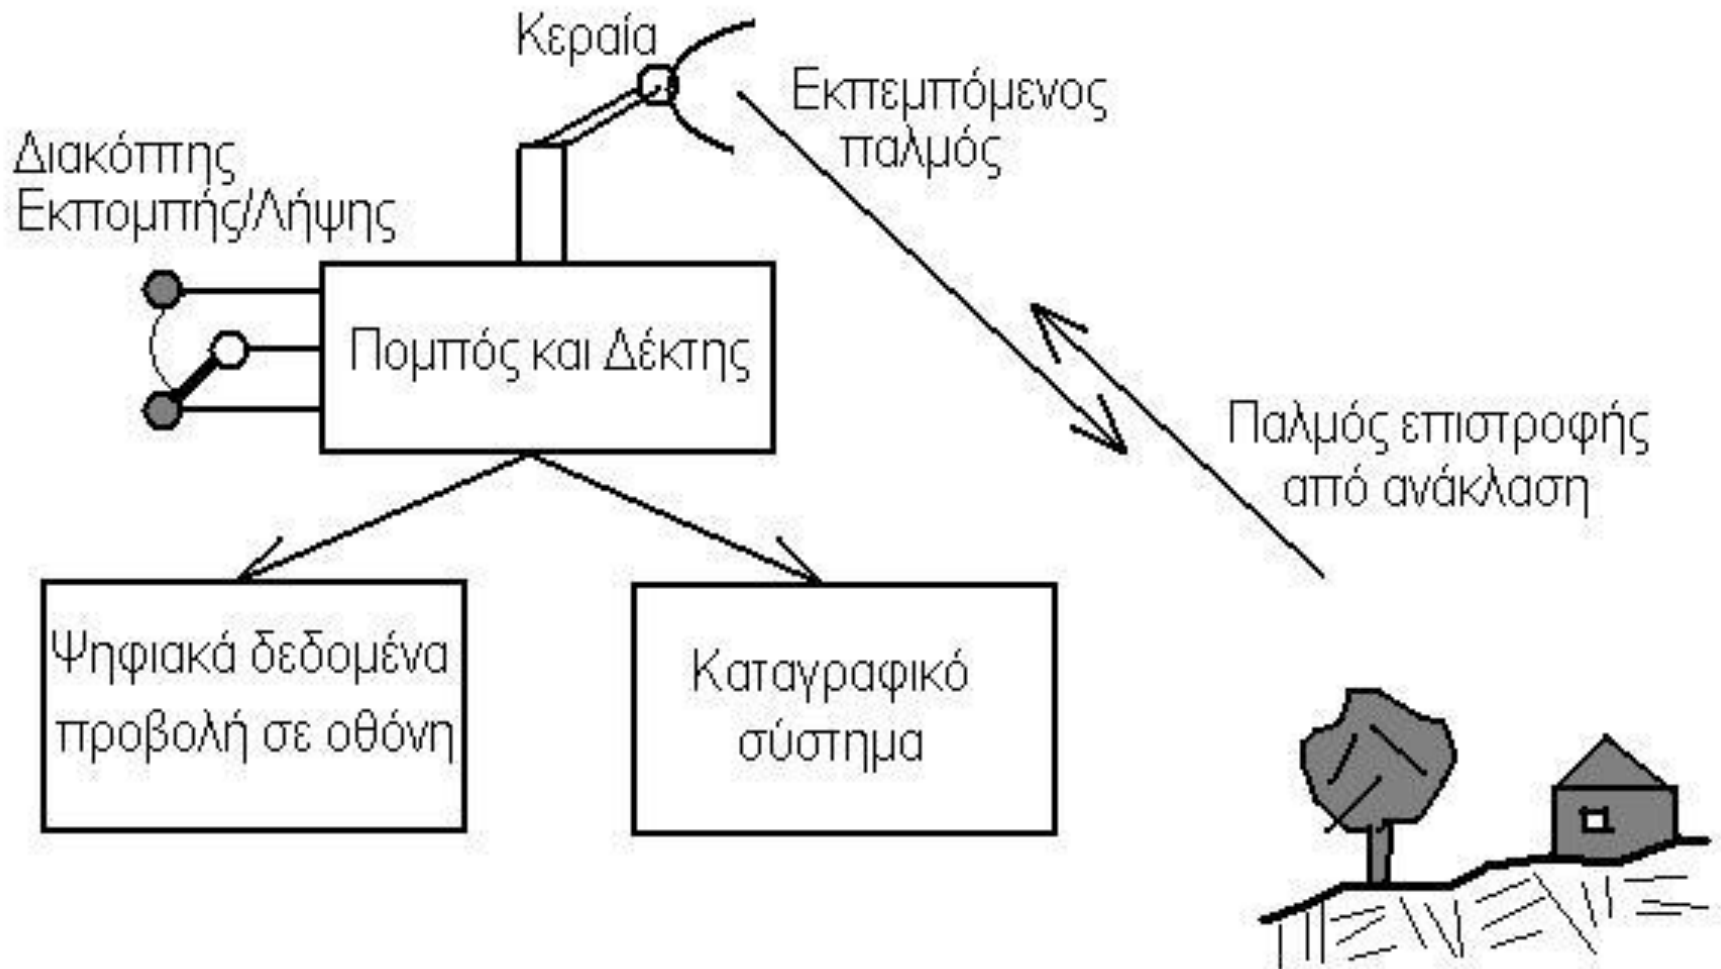 Κεραία
Εκπεμπόμενος
παλμός
Διακόπτης
Εκπομπής/Λήψης
Πομπός και Δέκτης
Παλμός επιστροφής
από ανάκλαση
Ψηφιακά δεδομένα
προβολή σε οθόνη
Καταγραφικό
σύστημα